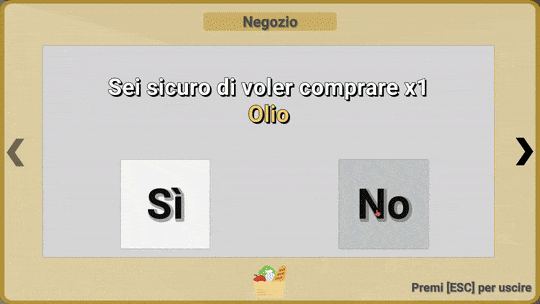 Negozio
Sei sicuro di voler comprare x1
Olio
Sì
No
Premi [ESC] per uscire